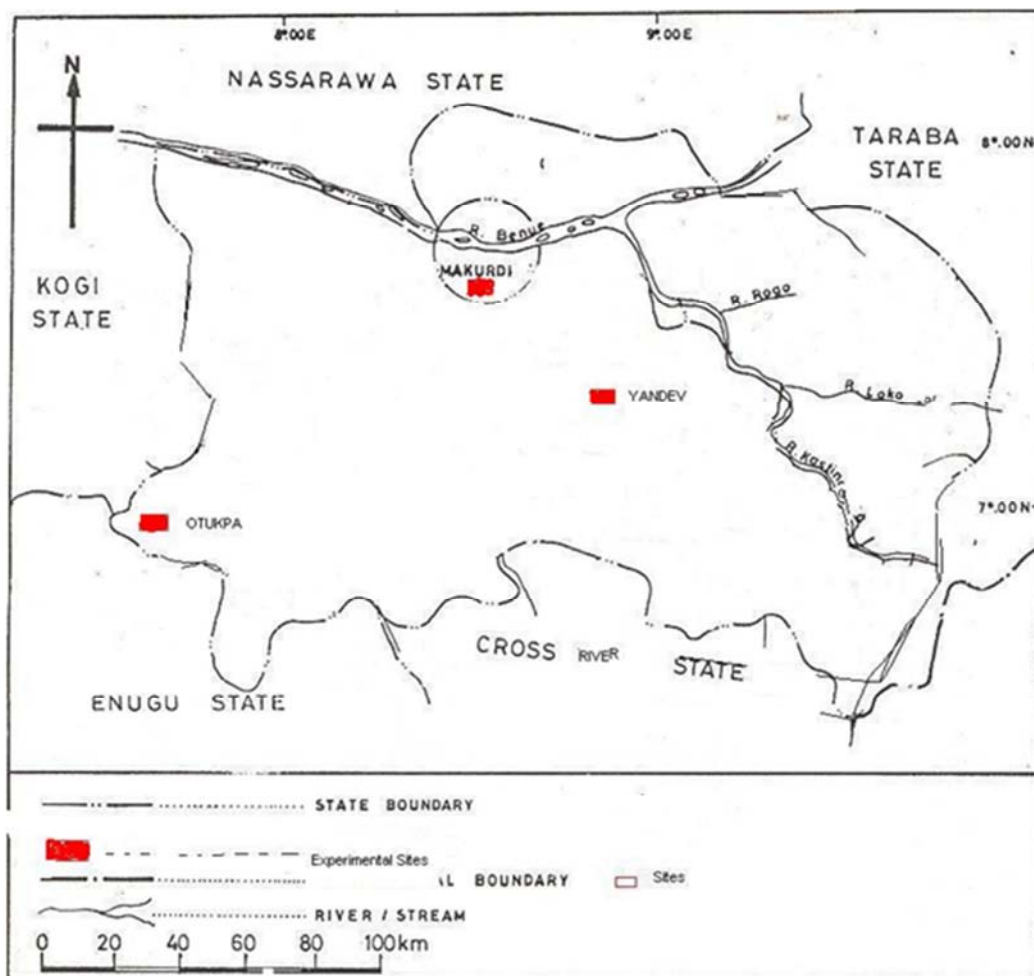 8°.00E
9°.00E
N
NASSARAWA STATE
TARABA
STATE
8°.00N
R. Benue
MAKURDI
KOGI
STATE
R. Rogo
YANDEV
R. Loko
OTUKPA
7°.00N
CROSS RIVER STATE
ENUGU STATE
STATE BOUNDARY
Experimental Sites
AL BOUNDARY
Sites
RIVER / STREAM
0 20 40 60 80 100km